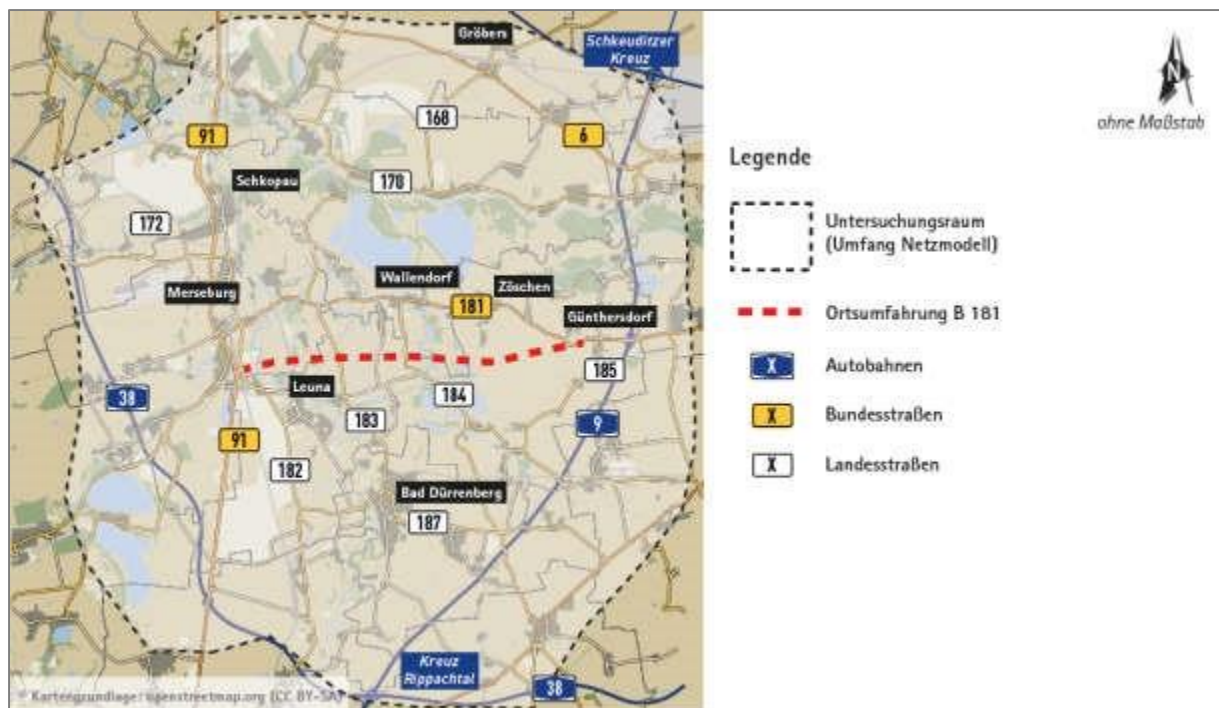 Gröbers
Schkeuditzer
Kreuz
N
ohne Maßstab
91
168
6
Schkopau
178
172
Merseburg
Wallendorf
181
Zöschen
Günthersdorf
38
Leuna
184
185
183
91
182
9
Bad Dürrenberg
187
Kreuz
Rippachtal
38
© Kartengrundlage: openstreetmap.org (CC BY-SA)
Legende
Untersuchungsraum
(Umfang Netzmodell)
Ortsumfahrung B 181
X Autobahnen
X Bundesstraßen
X Landesstraßen